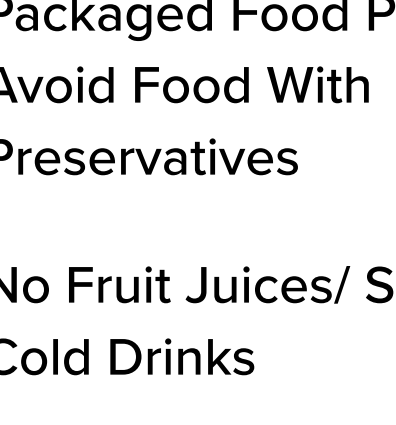 Packaged Food P
Avoid Food With
Preservatives
No Fruit Juices/ S
Cold Drinks